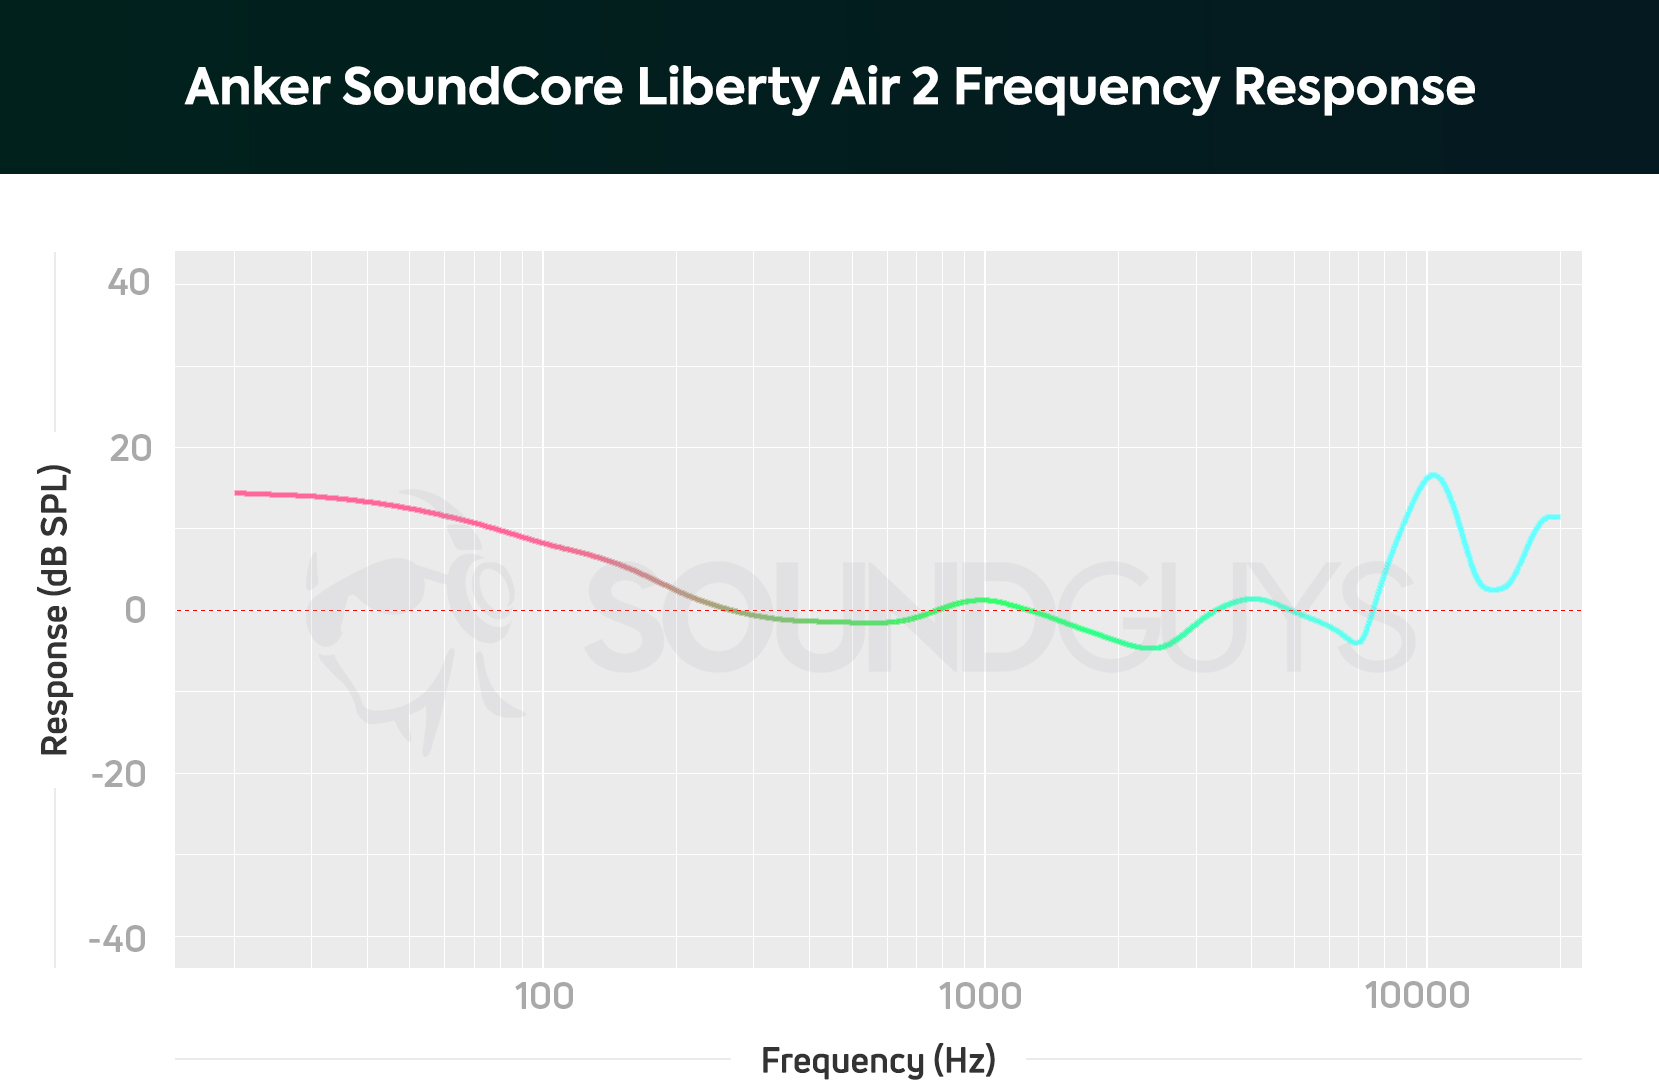 Anker SoundCore Liberty Air 2 Frequency Response
40
20
0
-20
-40
Response (dB SPL)
SOUNDGUYS
100
1000
10000
Frequency (Hz)